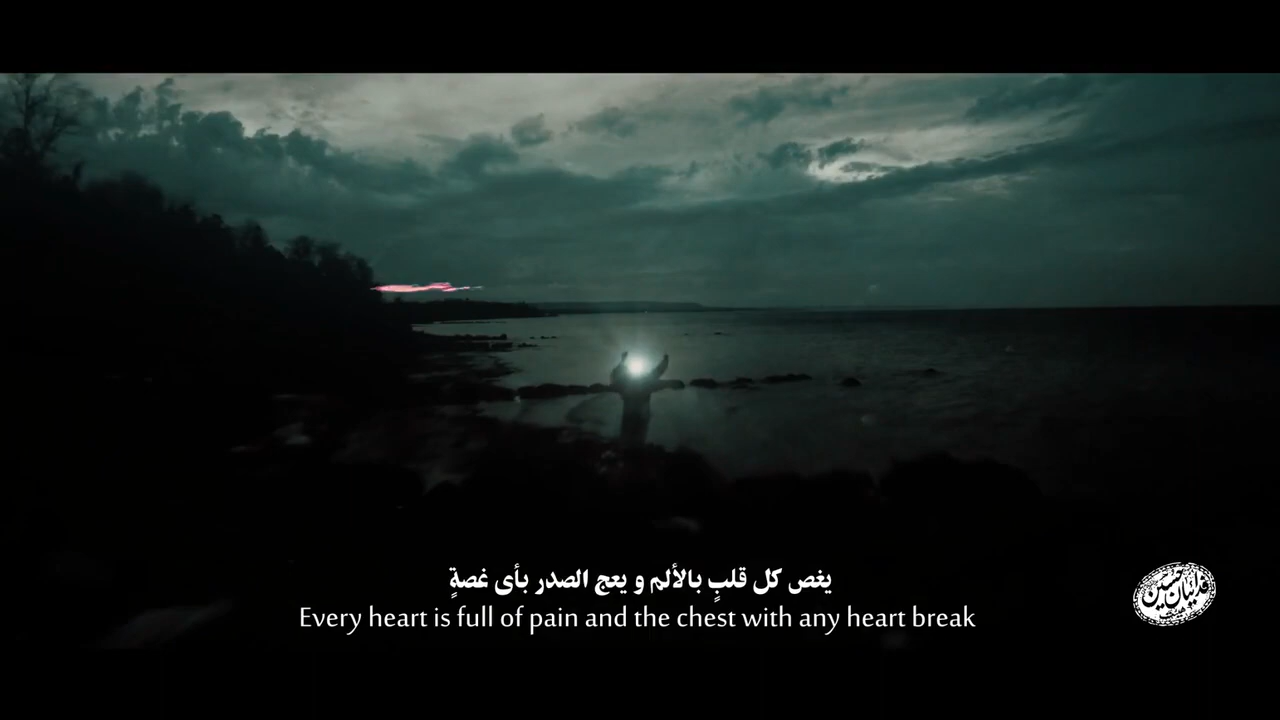 يغص كل قلبٍ بالألم و يعج الصدر بأى غصةٍ
Every heart is full of pain and the chest with any heart break